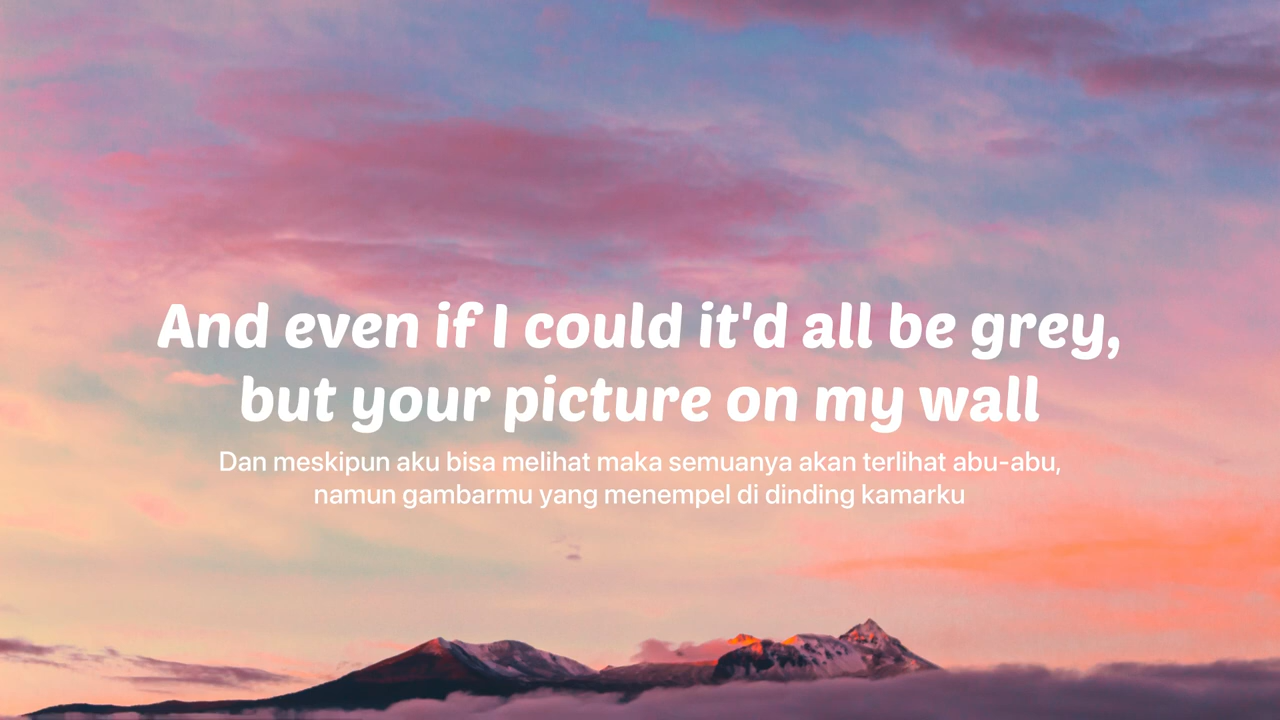 And even if I could it'd all be grey,
but your picture on my wall
Dan meskipun aku bisa melihat maka semuanya akan terlihat abu-abu,
namun gambarmu yang menempel di dinding kamarku